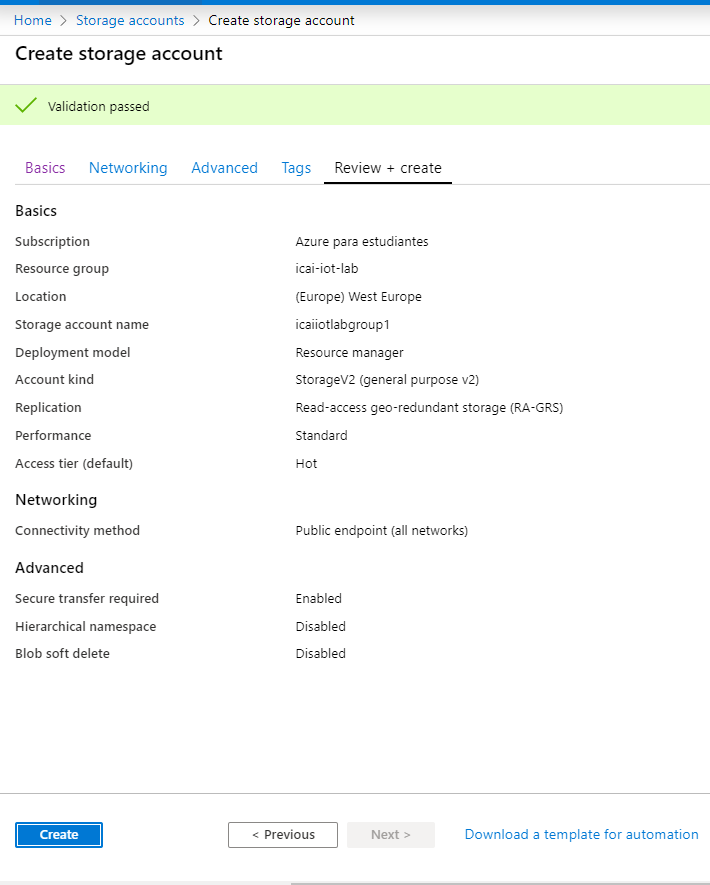 Home > Storage accounts > Create storage account
Create storage account
Validation passed
Basics Networking Advanced Tags Review + create
Basics
Subscription Azure para estudiantes
Resource group icai-iot-lab
Location (Europe) West Europe
Storage account name icaiiotlabgroup1
Deployment model Resource manager
Account kind StorageV2 (general purpose v2)
Replication Read-access geo-redundant storage (RA-GRS)
Performance Standard
Access tier (default) Hot
Networking
Connectivity method Public endpoint (all networks)
Advanced
Secure transfer required Enabled
Hierarchical namespace Disabled
Blob soft delete Disabled
Create < Previous Next > Download a template for automation